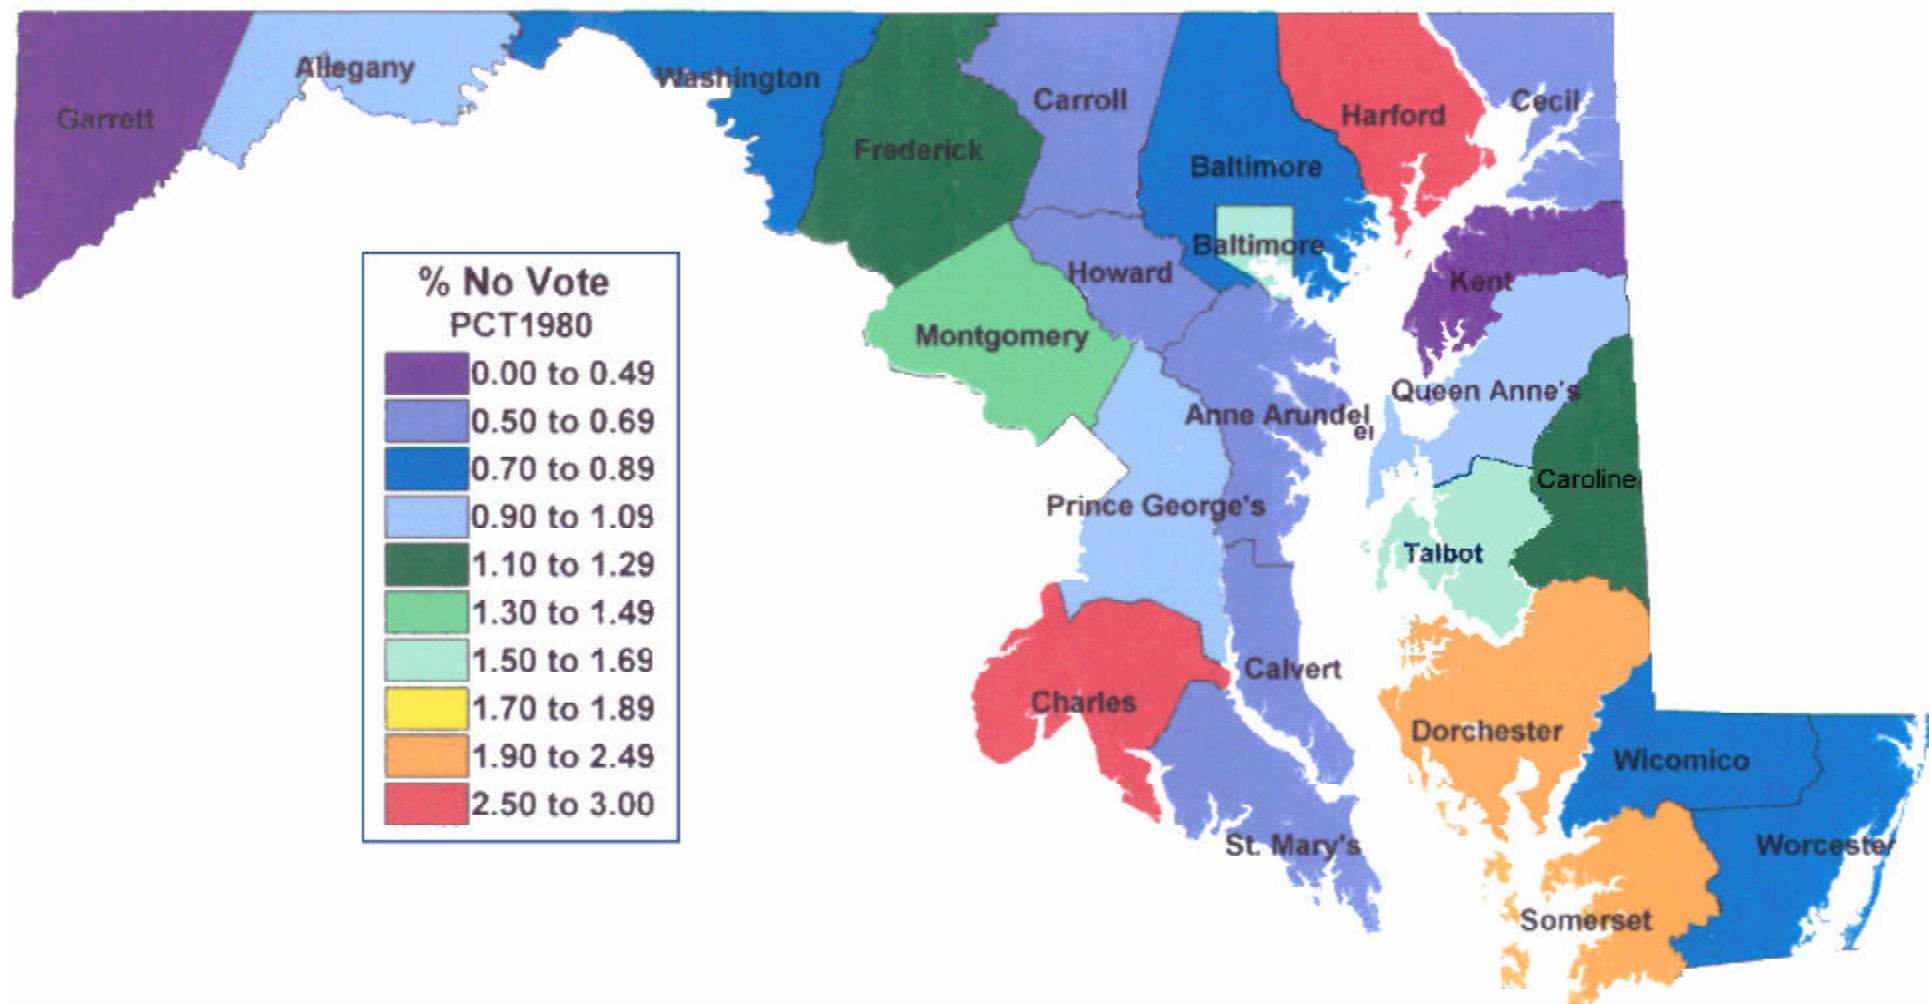 Garrett
Allegany
Washington
Frederick
Carroll
Baltimore
Harford
Cecil
Baltimore
Howard
Montgomery
Kent
Queen Anne's
Anne Arundel
el
Caroline
Prince George's
Talbot
Calvert
Charles
Dorchester
Wicomico
St. Mary's
Worcester
Somerset
% No Vote
PCT1980
0.00 to 0.49
0.50 to 0.69
0.70 to 0.89
0.90 to 1.09
1.10 to 1.29
1.30 to 1.49
1.50 to 1.69
1.70 to 1.89
1.90 to 2.49
2.50 to 3.00